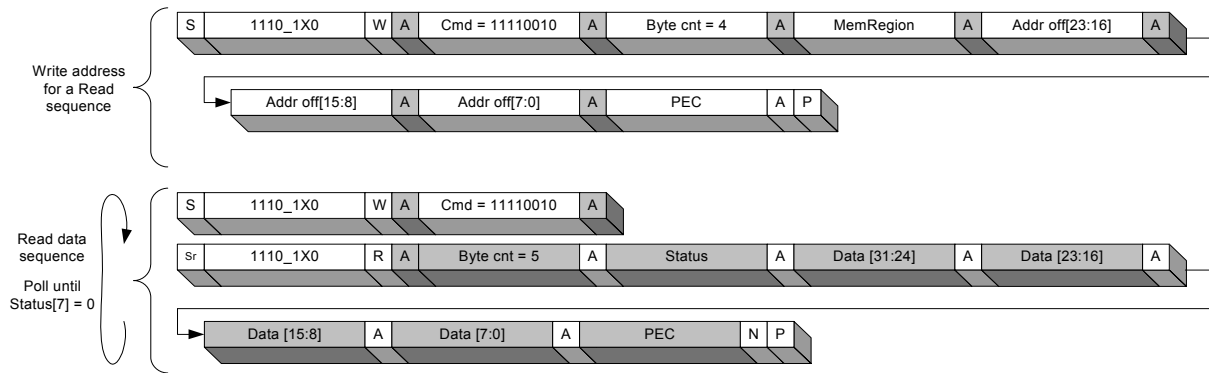 S 1110_1X0 W A Cmd = 11110010 A Byte cnt = 4 A MemRegion A Addr off[23:16] A
Write address
for a Read
sequence
Addr off[15:8] A Addr off[7:0] A PEC A P
S 1110_1X0 W A Cmd = 11110010 A
Read data
sequence
Poll until
Status[7] = 0
Sr 1110_1X0 R A Byte cnt = 5 A Status A Data [31:24] A Data [23:16] A
Data [15:8] A Data [7:0] A PEC N P